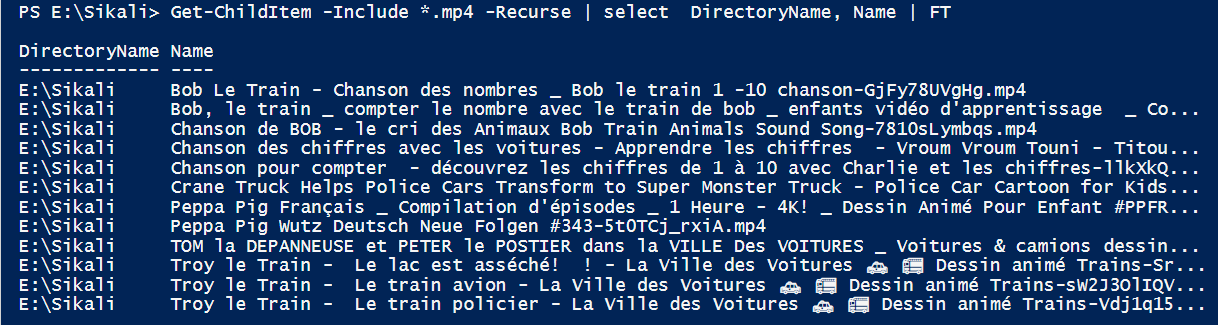 PS E:\Sikali> Get-ChildItem -Include *.mp4 -Recurse | select  DirectoryName, Name | FT
DirectoryName Name
------------- ----
E:\Sikali     Bob Le Train - Chanson des nombres _ Bob le train 1 -10 chanson-GjFy78UVgHg.mp4
E:\Sikali     Bob, le train _ compter le nombre avec le train de bob _ enfants vidéo d'apprentissage  _ Co...
E:\Sikali     Chanson de BOB - le cri des Animaux Bob Train Animals Sound Song-781OsLymbqs.mp4
E:\Sikali     Chanson des chiffres avec les voitures - Apprendre les chiffres  - Vroum Vroum Touni - Titou...
E:\Sikali     Chanson pour compter  - découvrez les chiffres de 1 à 10 avec Charlie et les chiffres-llkXkQ...
E:\Sikali     Crane Truck Helps Police Cars Transform to Super Monster Truck - Police Car Cartoon for Kids...
E:\Sikali     Peppa Pig Français _ Compilation d'épisodes _ 1 Heure - 4K! _ Dessin Animé Pour Enfant #PPFR...
E:\Sikali     Peppa Pig Wutz Deutsch Neue Folgen #343-5t0TCj_rxiA.mp4
E:\Sikali     TOM la DEPANNEUSE et PETER le POSTIER dans la VILLE Des VOITURES _ Voitures & camions dessin...
E:\Sikali     Troy le Train -  Le lac est asséché!  ! - La Ville des Voitures 🚗 🚒 Dessin animé Trains-Sr...
E:\Sikali     Troy le Train -  Le train avion - La Ville des Voitures 🚗 🚒 Dessin animé Trains-sW2J3OlIQV...
E:\Sikali     Troy le Train -  Le train policier - La Ville des Voitures 🚗 🚒 Dessin animé Trains-Vdj1q15...